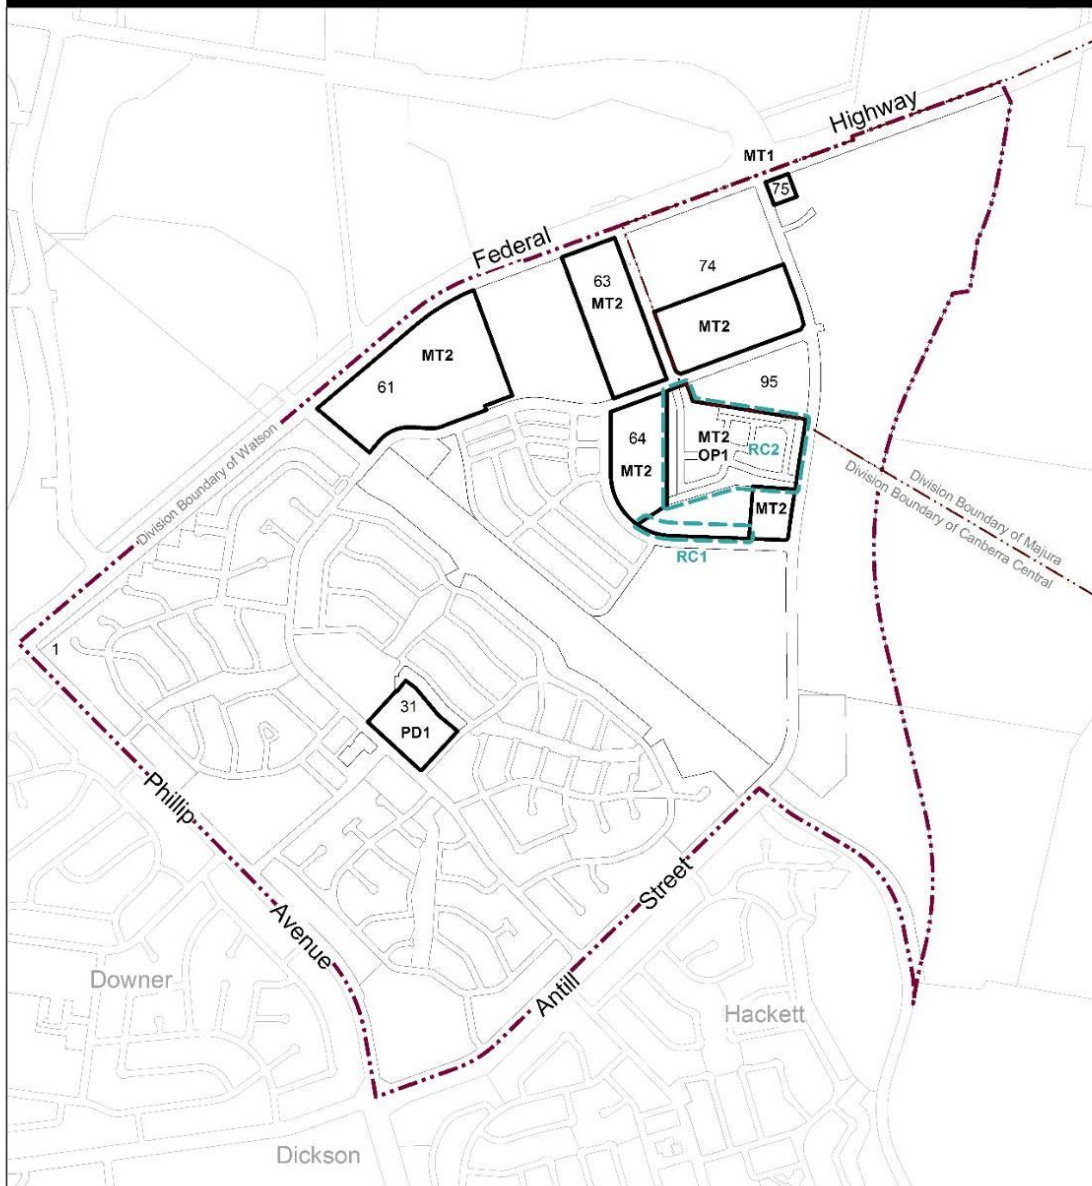 Highway
MT1
75
Federal
74
63
MT2
MT2
MT2
61
95
64
MT2
MT2
OP1
RC2
MT2
RC1
Division Boundary of Watson
Division Boundary of Majura
Division Boundary of Canberra Central
1
31
PD1
Phillip
Avenue
Street
Antill
Downer
Hackett
Dickson